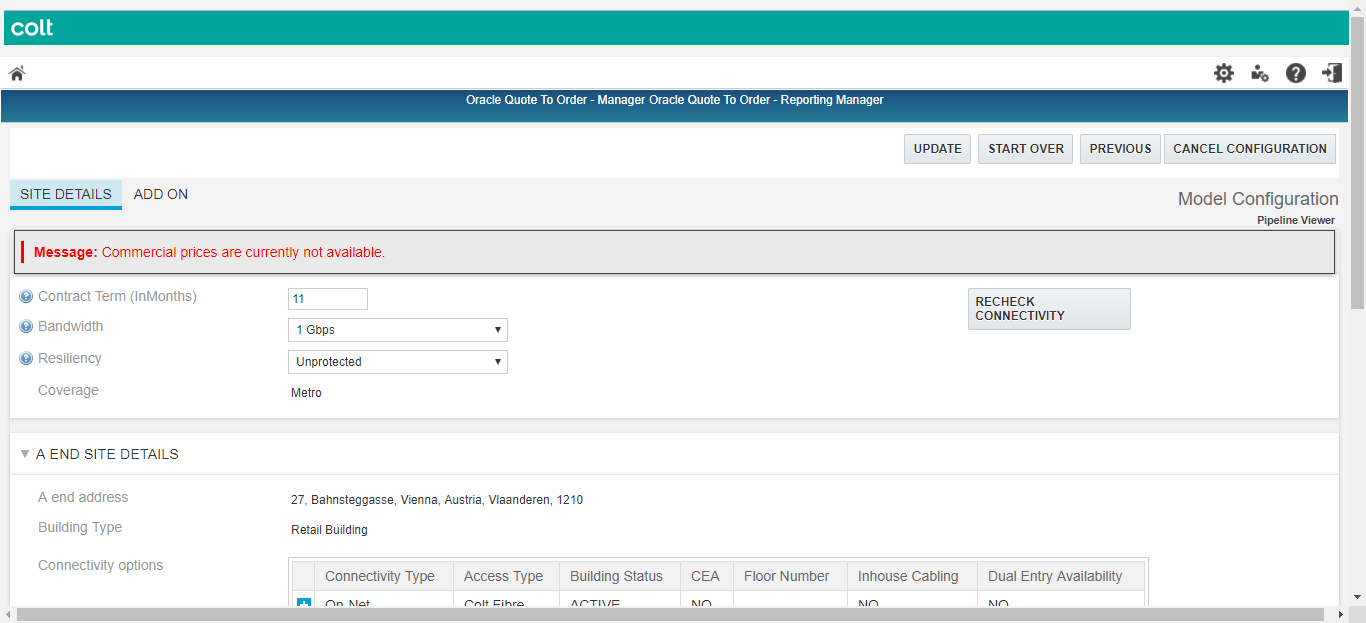 colt
Oracle Quote To Order - Manager Oracle Quote To Order - Reporting Manager
UPDATE START OVER PREVIOUS CANCEL CONFIGURATION
SITE DETAILS ADD ON
Model Configuration
Pipeline Viewer
Message: Commercial prices are currently not available.
Contract Term (InMonths) 11
RECHECK
CONNECTIVITY
Bandwidth 1 Gbps
Resiliency Unprotected
Coverage Metro
A END SITE DETAILS
A end address 27, Bahnsteggasse, Vienna, Austria, Vlaanderen, 1210
Building Type Retail Building
Connectivity options
Connectivity Type Access Type Building Status CEA Floor Number Inhouse Cabling Dual Entry Availability
On-Net Colt Fibre ACTIVE NO NO NO